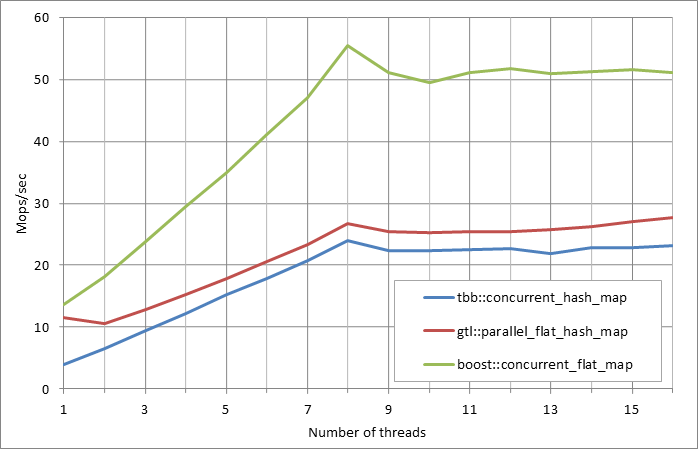 60
50
40
30
20
10
0
Mops/sec
tbb::concurrent_hash_map
gtl::parallel_flat_hash_map
boost::concurrent_flat_map
1 3 5 7 9 11 13 15
Number of threads